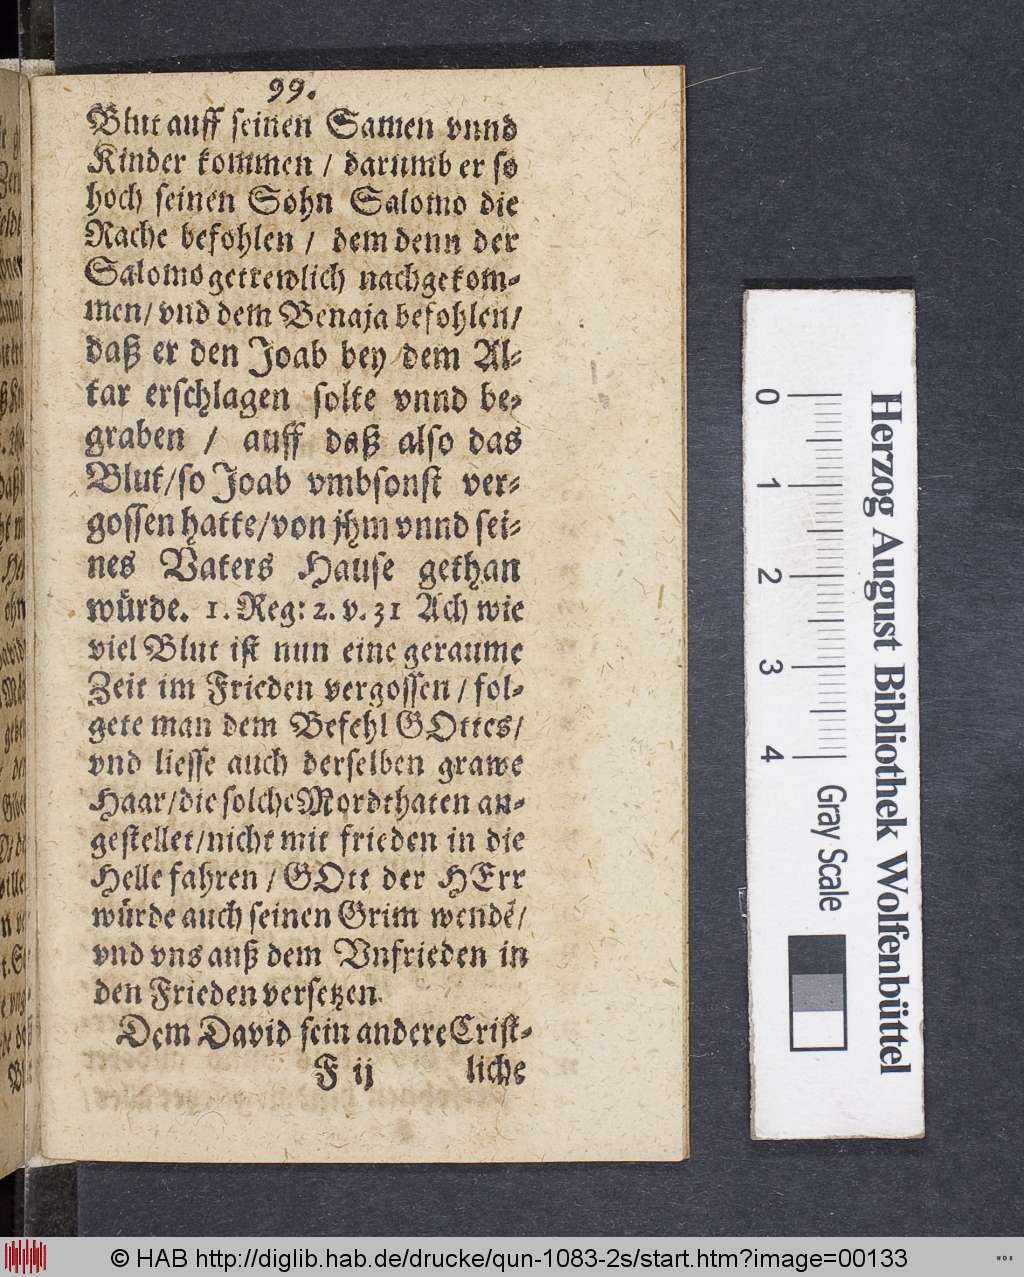 99.
Blut auff seinen Samen vnnd
Kinder kommen / darumb er so
hoch seinen Sohn Salomo die
Rache befohlen / dem denn der
Salomo getrewlich nachgekom⸗
men/ vnd dem Benaja befohlen/
daß er den Joab bey dem Al⸗
tar erschlagen solte vnnd be⸗
graben / auff daß also das
Blut/so Joab vmbsonst ver⸗
gossen hatte/von jhm vnnd sei⸗
nes Vaters Hause gethan
würde. 1. Reg: 2. v. 31 Ach wie
viel Blut ist nun eine geraume
Zeit im Frieden vergossen / fol⸗
gete man dem Befehl GOttes/
vnd liesse auch derselben grawe
Haar/die solche Mordthaten an⸗
gestellet/nicht mit frieden in die
Helle fahren / GOtt der HErr
würde auch seinen Grim wendē/
vnd vns auß dem Vnfrieden in
den Frieden versetzen.
Dem David sein andere Crist⸗
F ij liche
Herzog August Bibliothek Wolfenbüttel
0 1 2 3 4
Gray Scale
© HAB http://diglib.hab.de/drucke/qun-1083-2s/start.htm?image=00133